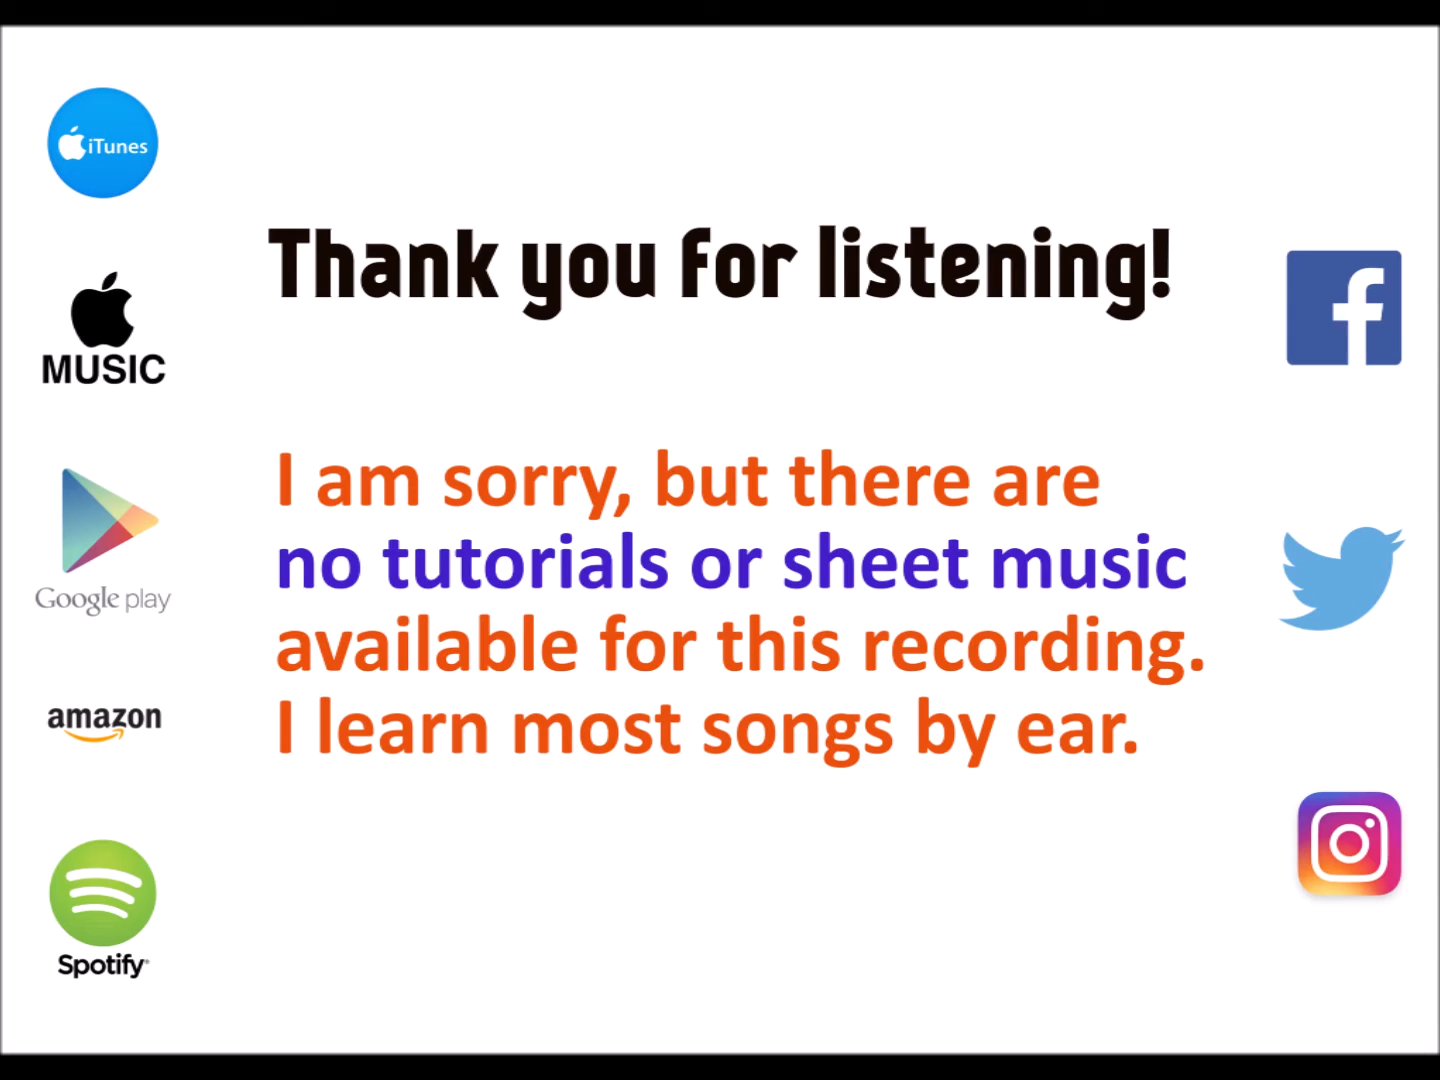 iTunes
Thank you for listening!
MUSIC
I am sorry, but there are
no tutorials or sheet music
available for this recording.
I learn most songs by ear.
Google play
amazon
Spotify